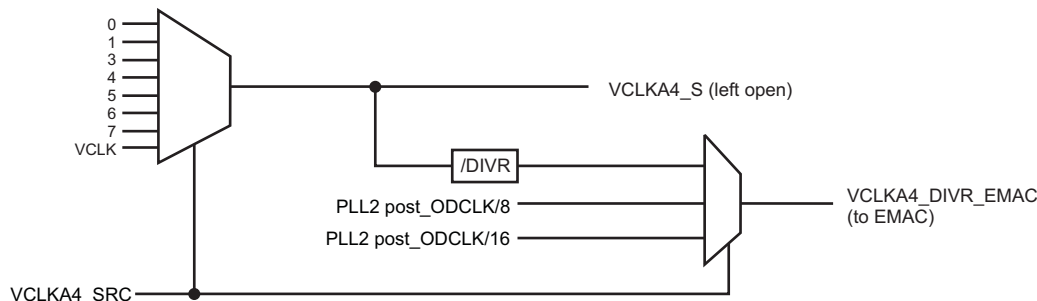 0
1
3
4
5
6
7
VCLK
VCLKA4_S (left open)
/DIVR
PLL2 post_ODCLK/8
PLL2 post_ODCLK/16
VCLKA4_DIVR_EMAC
(to EMAC)
VCLKA4_SRC